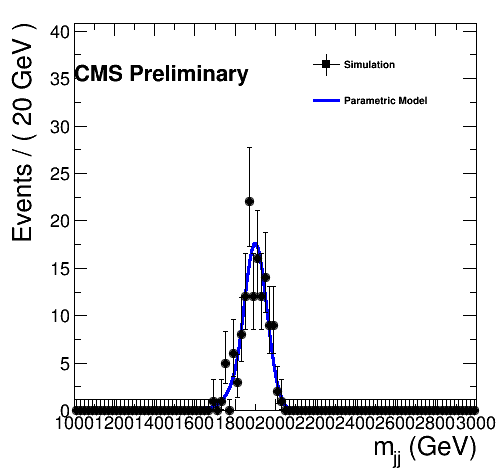 40
35
30
25
20
15
10
5
0
Events / ( 20 GeV )
CMS Preliminary
Simulation
Parametric Model
1000 1200 1400 1600 1800 2000 2200 2400 2600 2800 3000
m_jj (GeV)